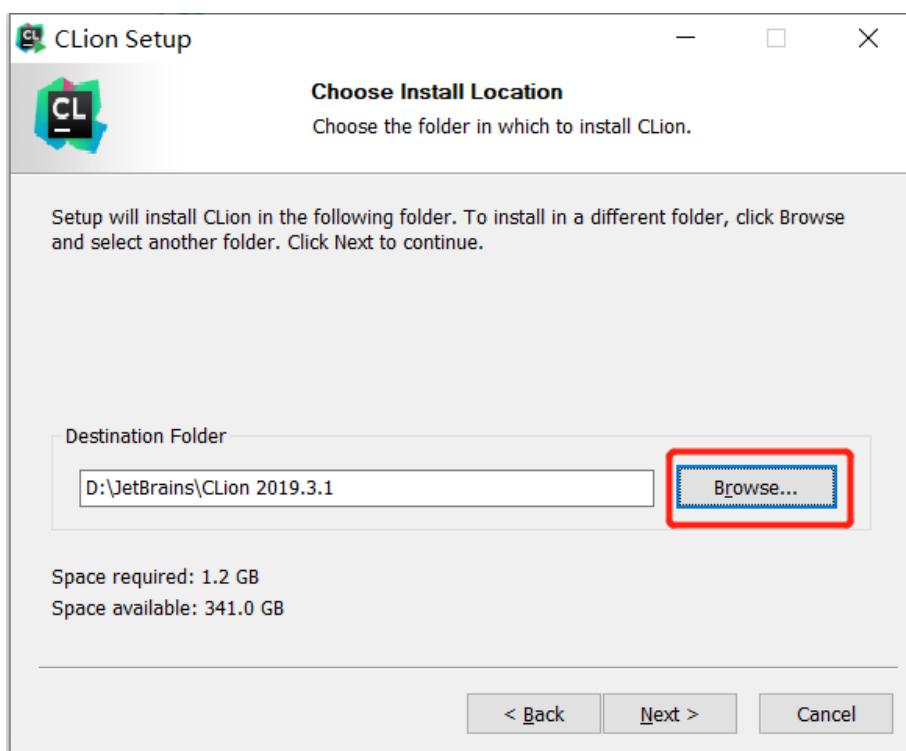 CLion Setup
CL
Choose Install Location
Choose the folder in which to install CLion.
Setup will install CLion in the following folder. To install in a different folder, click Browse
and select another folder. Click Next to continue.
Destination Folder
D:\JetBrains\CLion 2019.3.1
Browse...
Space required: 1.2 GB
Space available: 341.0 GB
< Back
Next >
Cancel